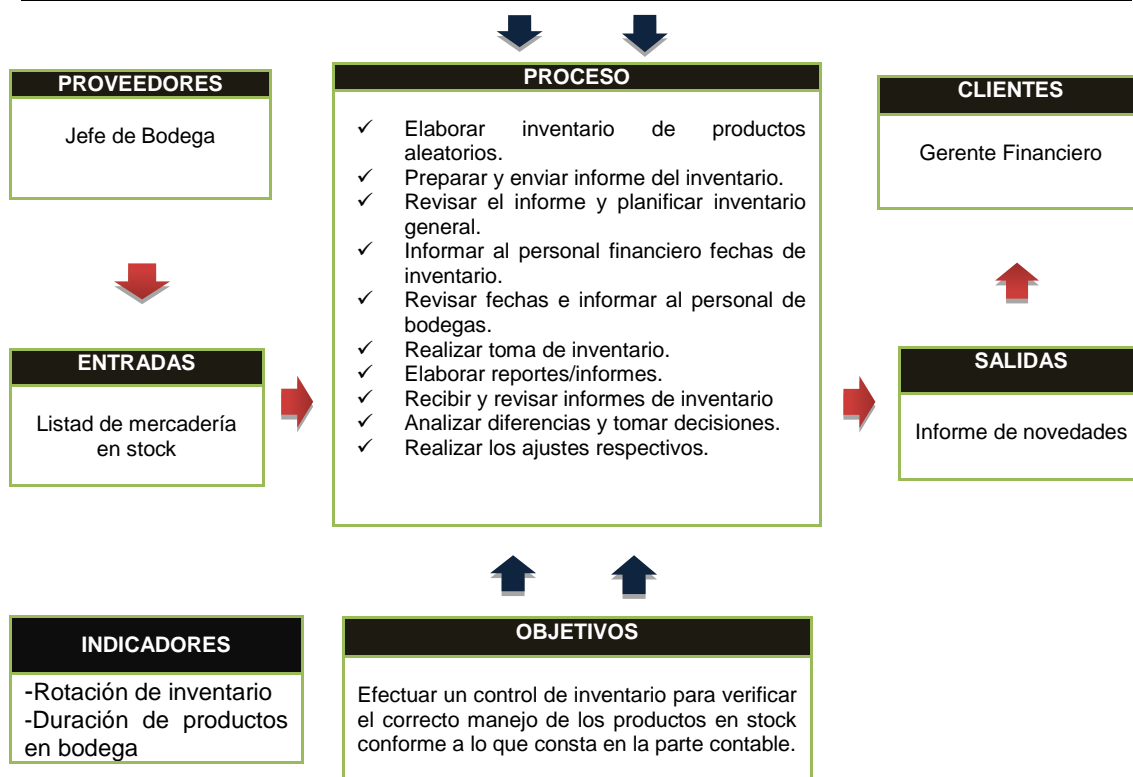 PROVEEDORES
Jefe de Bodega
ENTRADAS
Listad de mercadería
en stock
PROCESO
✓ Elaborar inventario de productos
aleatorios.
✓ Preparar y enviar informe del inventario.
✓ Revisar el informe y planificar inventario
general.
✓ Informar al personal financiero fechas de
inventario.
✓ Revisar fechas e informar al personal de
bodegas.
✓ Realizar toma de inventario.
✓ Elaborar reportes/informes.
✓ Recibir y revisar informes de inventario
✓ Analizar diferencias y tomar decisiones.
✓ Realizar los ajustes respectivos.
CLIENTES
Gerente Financiero
SALIDAS
Informe de novedades
INDICADORES
-Rotación de inventario
-Duración de productos
en bodega
OBJETIVOS
Efectuar un control de inventario para verificar
el correcto manejo de los productos en stock
conforme a lo que consta en la parte contable.